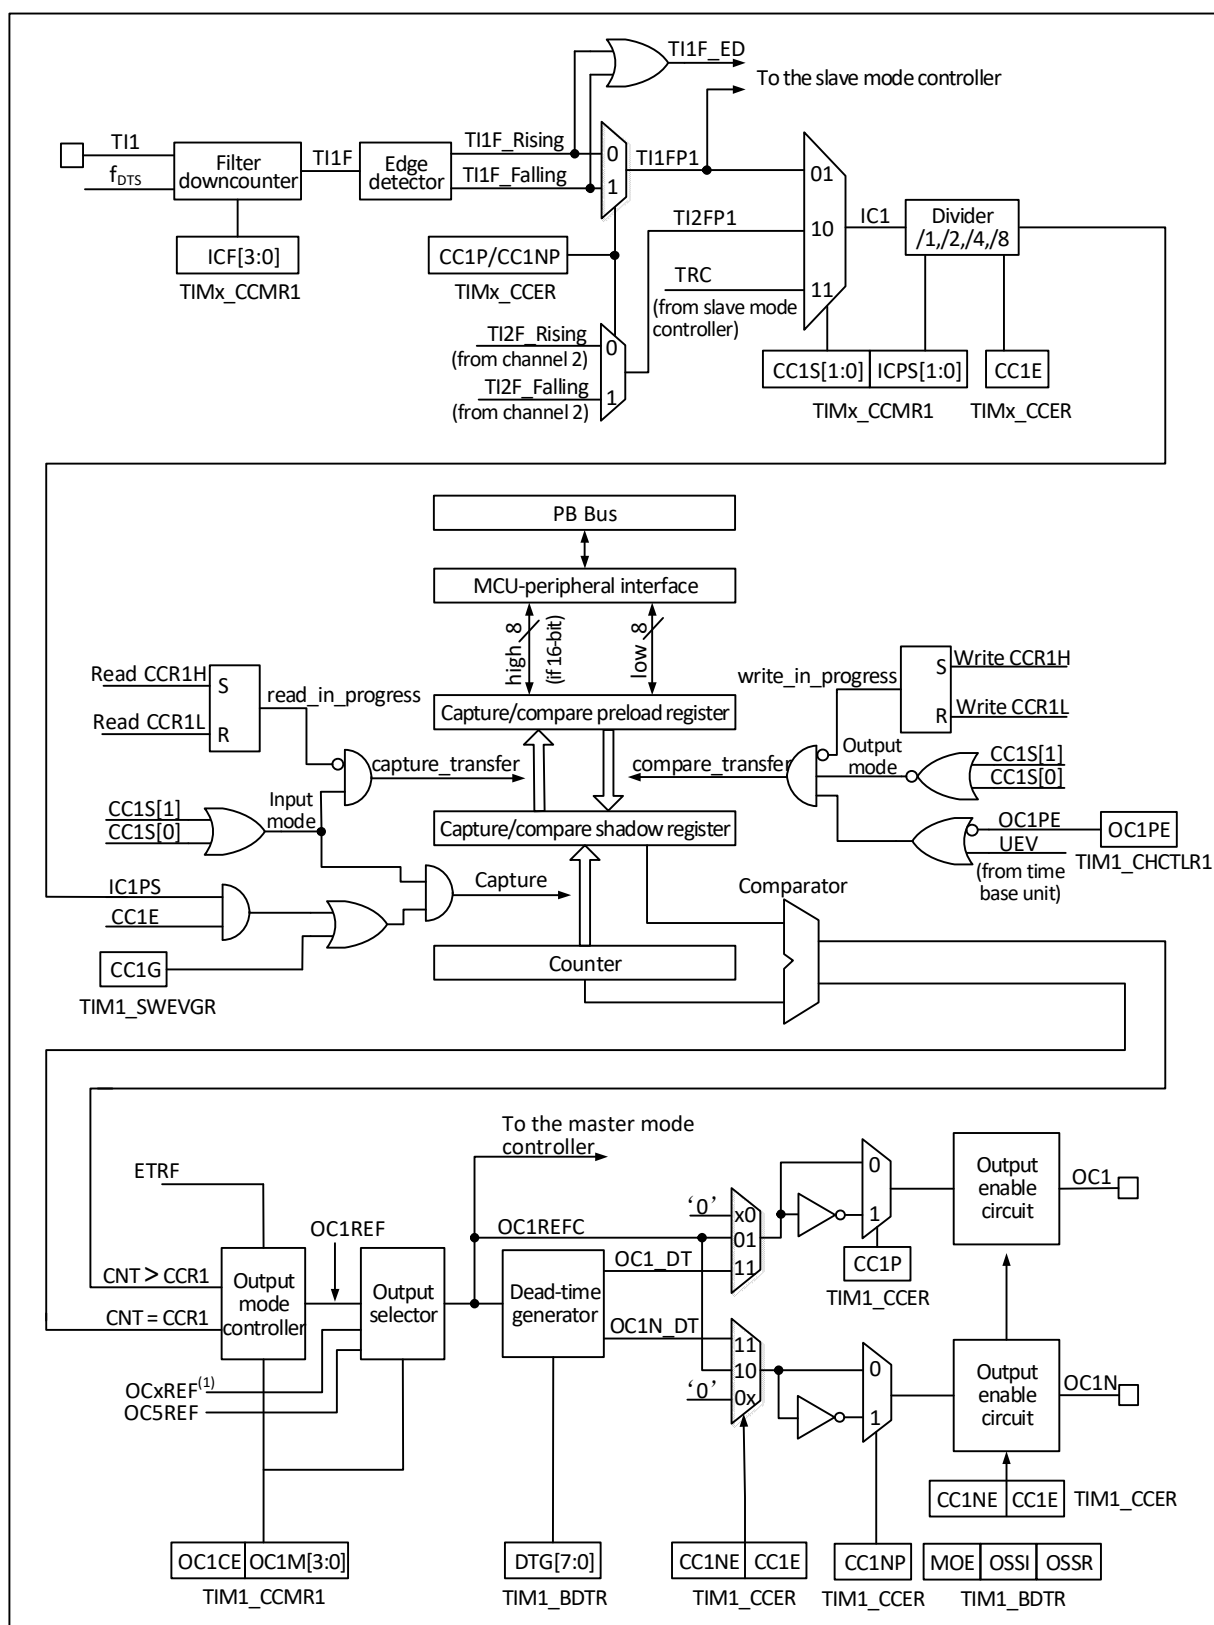 TI1F_ED
To the slave mode controller
TI1
fDTS
Filter
downcounter
TI1F
Edge
detector
TI1F_Rising
TI1F_Falling
0
1
TI1FP1
TI2FP1
TRC
(from slave mode
controller)
01
10
11
IC1
Divider
/1,/2,/4,/8
ICF[3:0]
TIMx_CCMR1
CC1P/CC1NP
TIMx_CCER
TI2F_Rising
(from channel 2)
TI2F_Falling
(from channel 2)
0
1
CC1S[1:0]
ICPS[1:0]
TIMx_CCMR1
CC1E
TIMx_CCER
PB Bus
MCU-peripheral interface
high
8
(if 16-bit)
low
8
Read CCR1H
Read CCR1L
S
R
read_in_progress
Capture/compare preload register
write_in_progress
S
R
Write CCR1H
Write CCR1L
capture_transfer
compare_transfer
Output
mode
CC1S[1]
CC1S[0]
CC1S[1]
CC1S[0]
Input
mode
Capture/compare shadow register
OC1PE
UEV
(from time
base unit)
OC1PE
TIM1_CHCTLR1
IC1PS
CC1E
Capture
Comparator
CC1G
TIM1_SWEVGR
Counter
To the master mode
controller
ETRF
OC1REF
OC1REFC
CNT > CCR1
CNT = CCR1
Output
mode
controller
Output
selector
Dead-time
generator
OC1_DT
OC1N_DT
‘0’
x0
01
11
0
1
CC1P
TIM1_CCER
Output
enable
circuit
OC1
11
10
0x
‘0’
0
1
Output
enable
circuit
OC1N
OCxREF(1)
OC5REF
CC1NE
CC1E
TIM1_CCER
OC1CE
OC1M[3:0]
TIM1_CCMR1
DTG[7:0]
TIM1_BDTR
CC1NE
CC1E
TIM1_CCER
CC1NP
TIM1_CCER
MOE
OSSI
OSSR
TIM1_BDTR